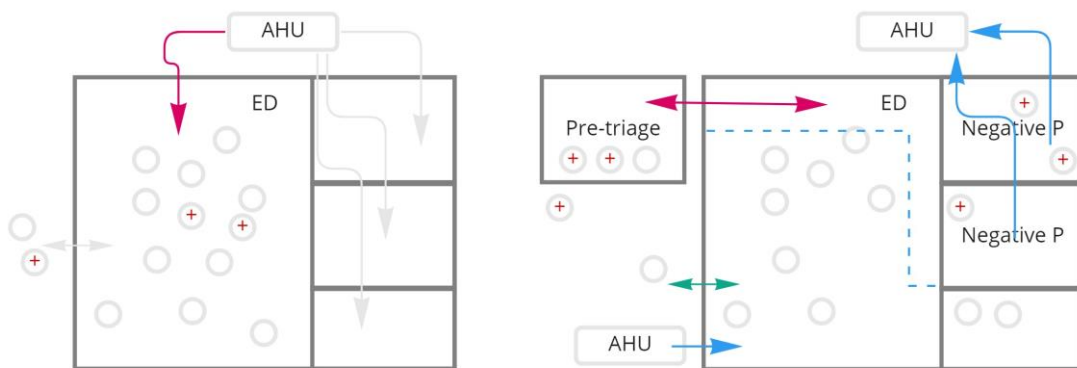 AHU
ED
AHU
ED
Pre-triage
Negative P
Negative P
AHU